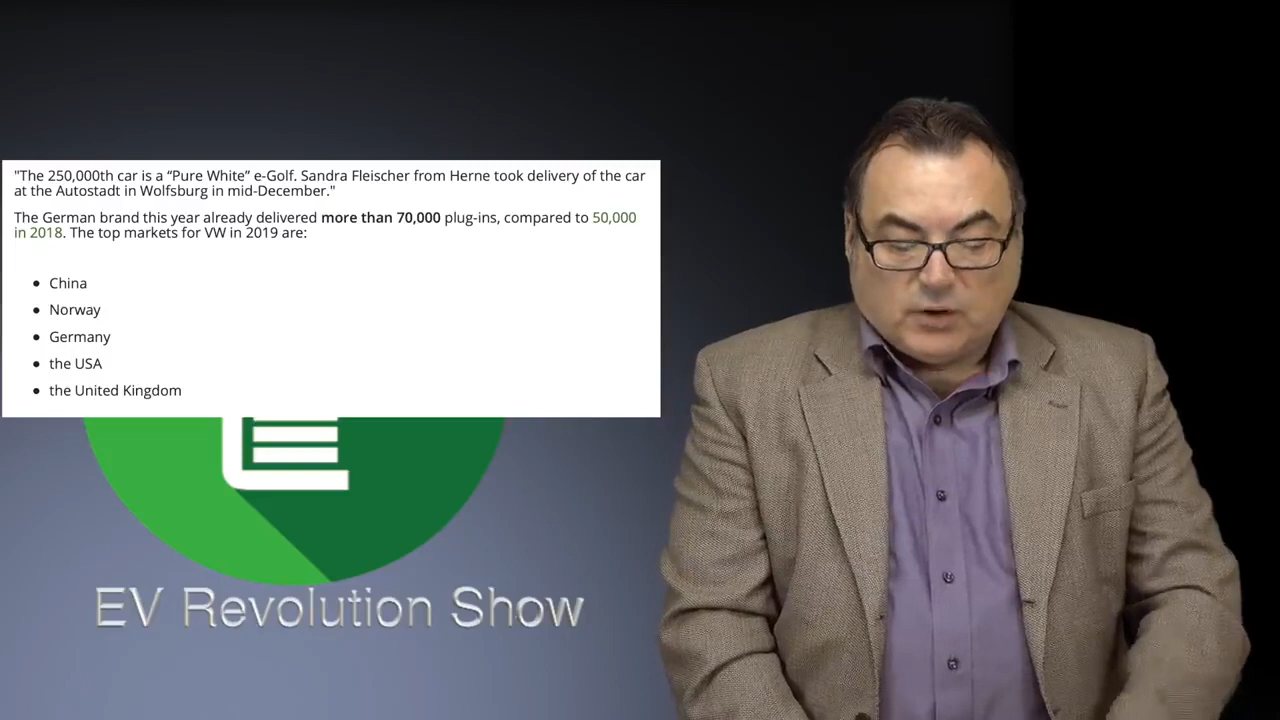 "The 250,000th car is a “Pure White” e-Golf. Sandra Fleischer from Herne took delivery of the car
at the Autostadt in Wolfsburg in mid-December."
The German brand this year already delivered more than 70,000 plug-ins, compared to 50,000
in 2018. The top markets for VW in 2019 are:
• China
• Norway
• Germany
• the USA
• the United Kingdom
EV Revolution Show